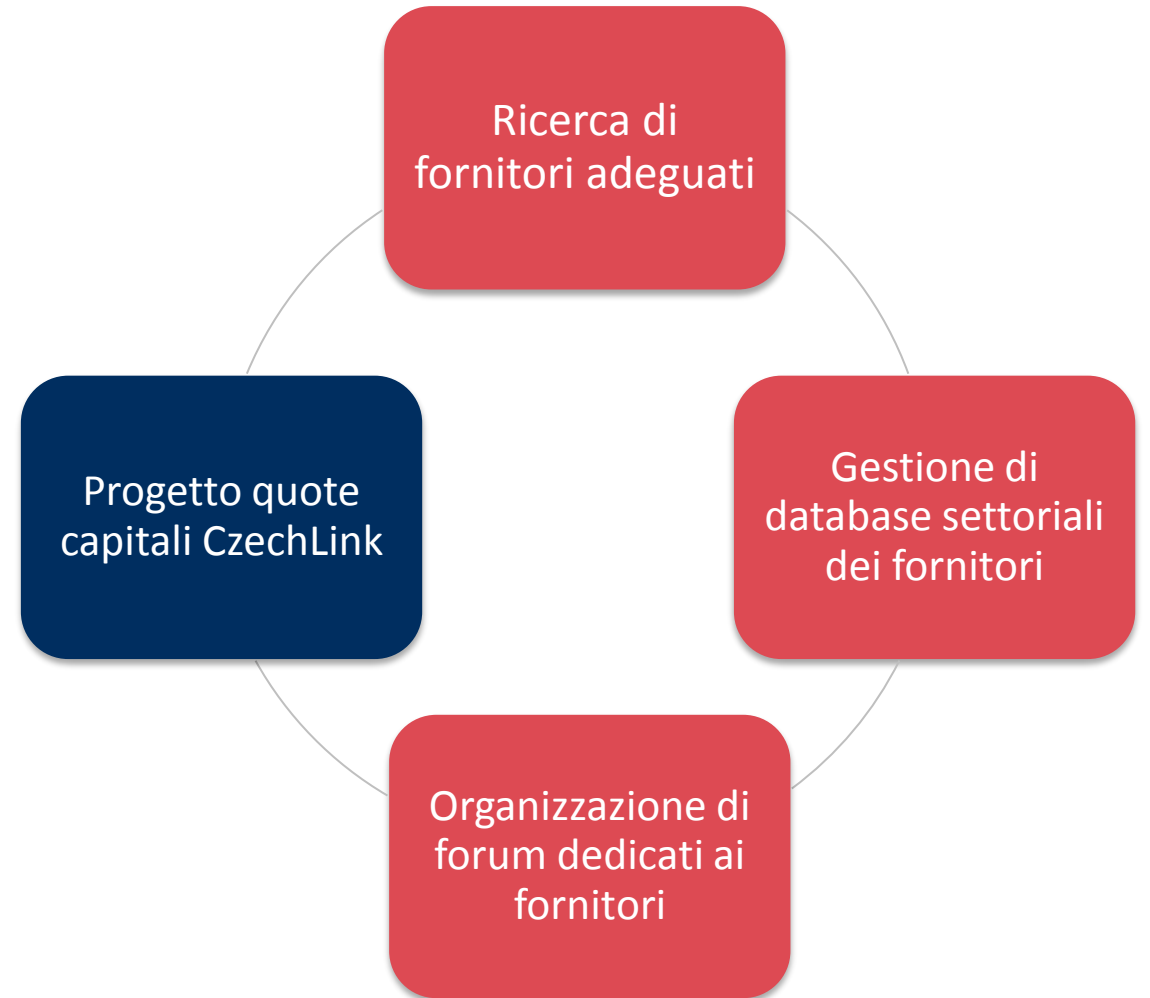 Ricerca di
fornitori adeguati
Gestione di
database settoriali
dei fornitori
Organizzazione di
forum dedicati ai
fornitori
Progetto quote
capitali CzechLink